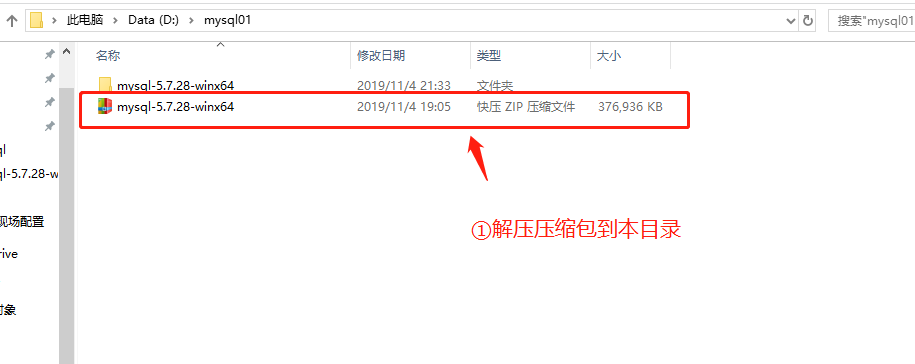 此电脑 > Data (D:) > mysql01
搜索"mysql01
名称 修改日期 类型 大小
mysql-5.7.28-winx64 2019/11/4 21:33 文件夹
mysql-5.7.28-winx64 2019/11/4 19:05 快压 ZIP 压缩文件 376,936 KB
ql
ql-5.7.28-w
现场配置
rive
对象
①解压压缩包到本目录